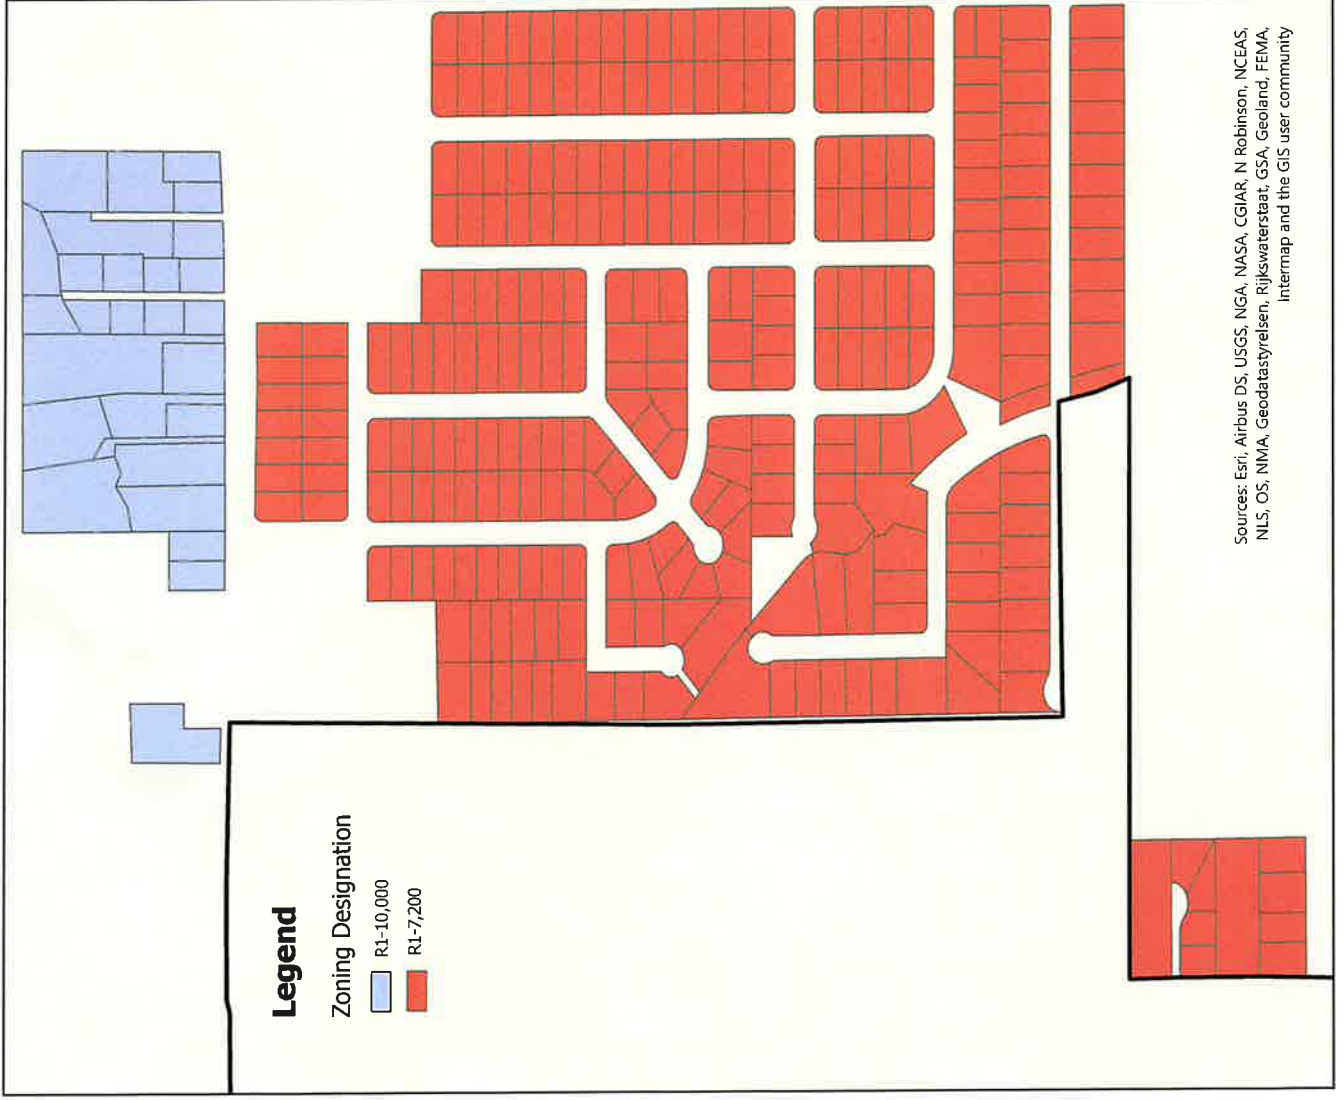 Legend
Zoning Designation
R1-10,000
R1-7,200
Sources: Esri, Airbus DS, USGS, NGA, NASA, CGIAR, N Robinson, NCEAS,
NLS, OS, NMA, Geodatastyrelsen, Rijkswaterstaat, GSA, Geoland, FEMA,
Intermap and the GIS user community